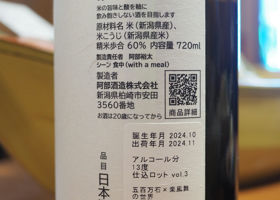 米の旨味と酸を軸に
飲み飽きしない酒を目指します
原材料名 米（新潟県産）、
米こうじ（新潟県産米）
精米歩合 60％ 内容量 720ml
製造責任者 阿部裕太
シーン 食中（with a meal）
製造者
阿部酒造株式会社
新潟県柏崎市安田
3560番地
お酒は20歳になってから
商品詳細
誕生年月 2024.10
出荷年月 2024.11
アルコール分
13度
仕込ロット vol.3
五百万石×楽風舞
の世界
品目 日本